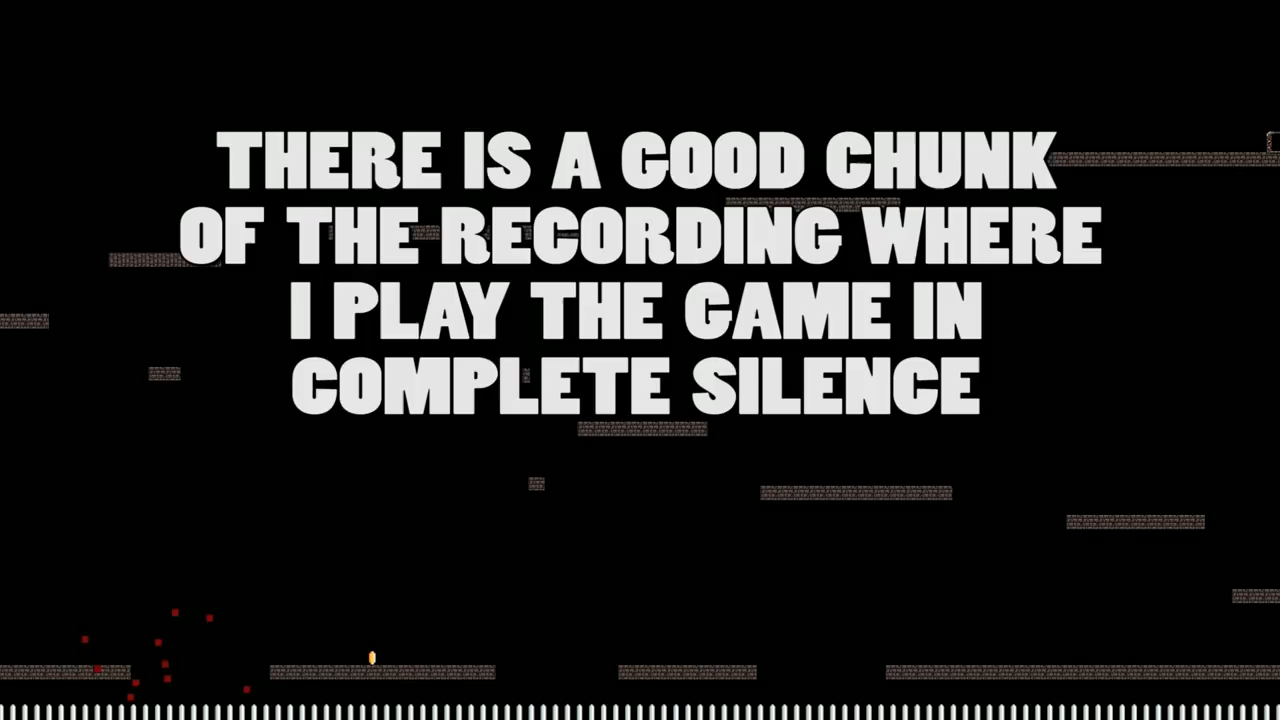 THERE IS A GOOD CHUNK
OF THE RECORDING WHERE
I PLAY THE GAME IN
COMPLETE SILENCE